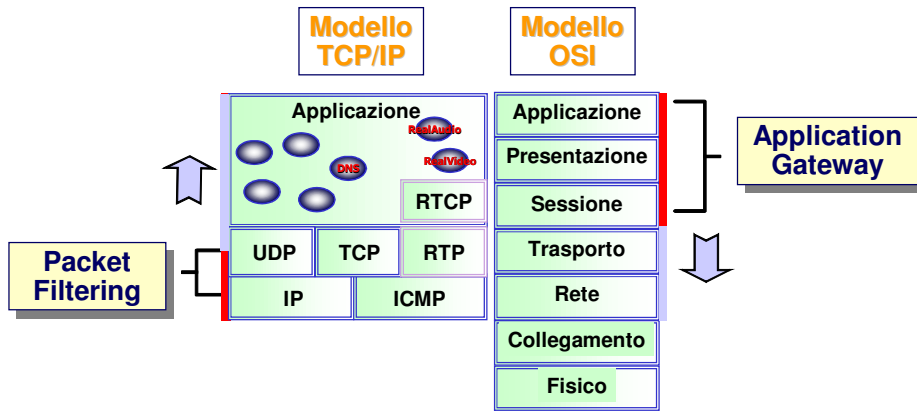 Modello
TCP/IP
Modello
OSI
Applicazione
RealAudio
RealVideo
DNS
RTCP
UDP
TCP
RTP
IP
ICMP
Packet
Filtering
Applicazione
Presentazione
Sessione
Trasporto
Rete
Collegamento
Fisico
Application
Gateway